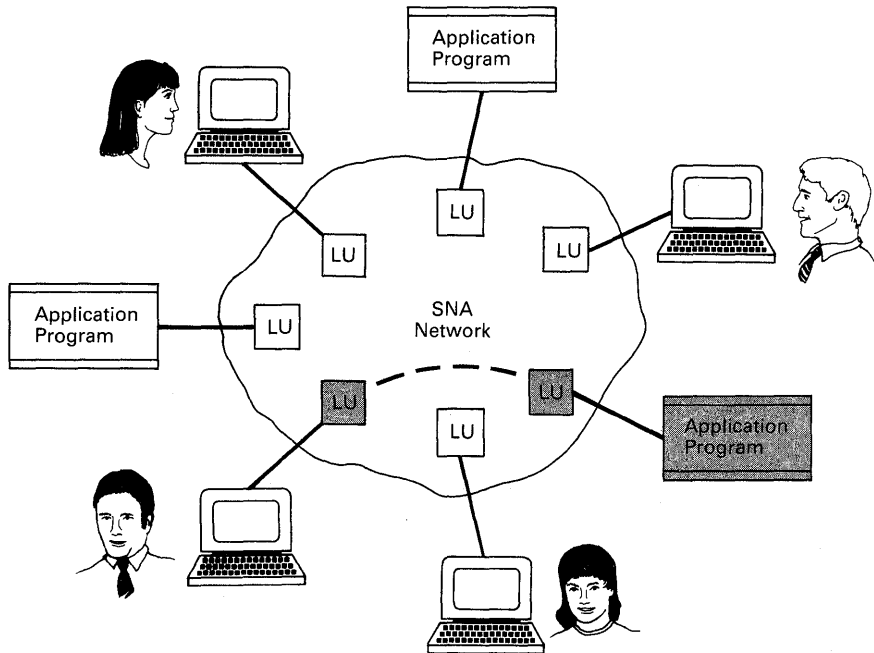 Application
Program
LU
LU
LU
Application
Program
LU
SNA
Network
LU
LU
LU
Application
Program